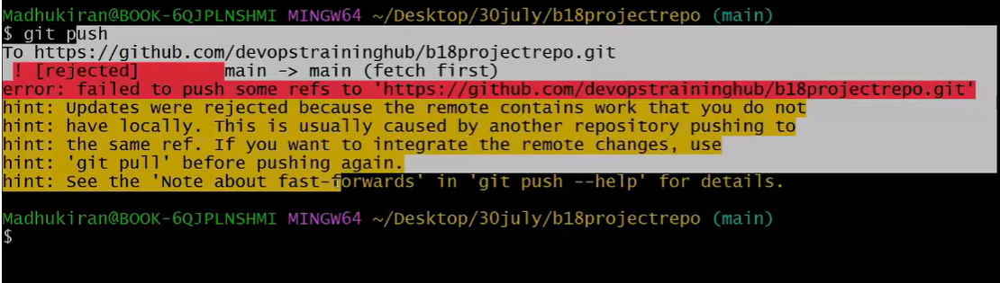 Madhukiran@BOOK-6QJPLNSHMI MINGW64 ~/Desktop/30july/b18projectrepo (main)
$ git push
To https://github.com/devopstraininghub/b18projectrepo.git
 ! [rejected]        main -> main (fetch first)
error: failed to push some refs to 'https://github.com/devopstraininghub/b18projectrepo.git'
hint: Updates were rejected because the remote contains work that you do not
hint: have locally. This is usually caused by another repository pushing to
hint: the same ref. If you want to integrate the remote changes, use
hint: 'git pull' before pushing again.
hint: See the 'Note about fast-forwards' in 'git push --help' for details.
Madhukiran@BOOK-6QJPLNSHMI MINGW64 ~/Desktop/30july/b18projectrepo (main)
$